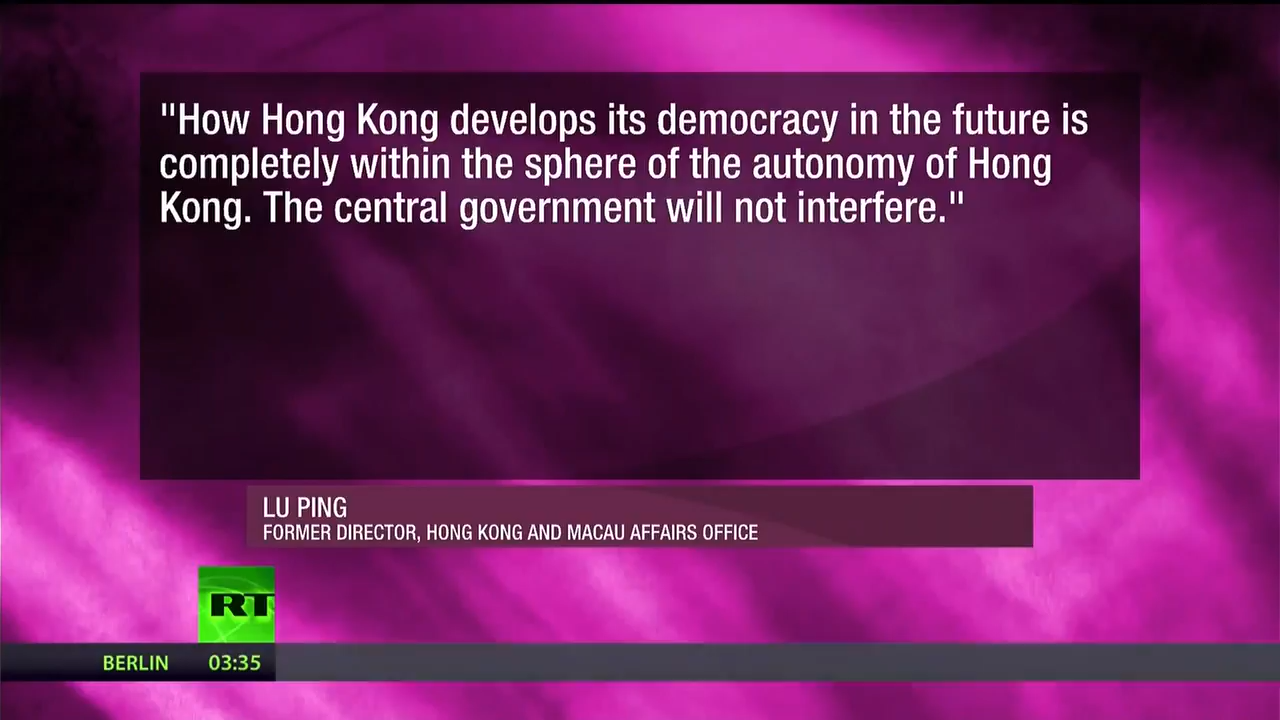 "How Hong Kong develops its democracy in the future is
completely within the sphere of the autonomy of Hong
Kong. The central government will not interfere."
LU PING
FORMER DIRECTOR, HONG KONG AND MACAU AFFAIRS OFFICE
RT
BERLIN 03:35